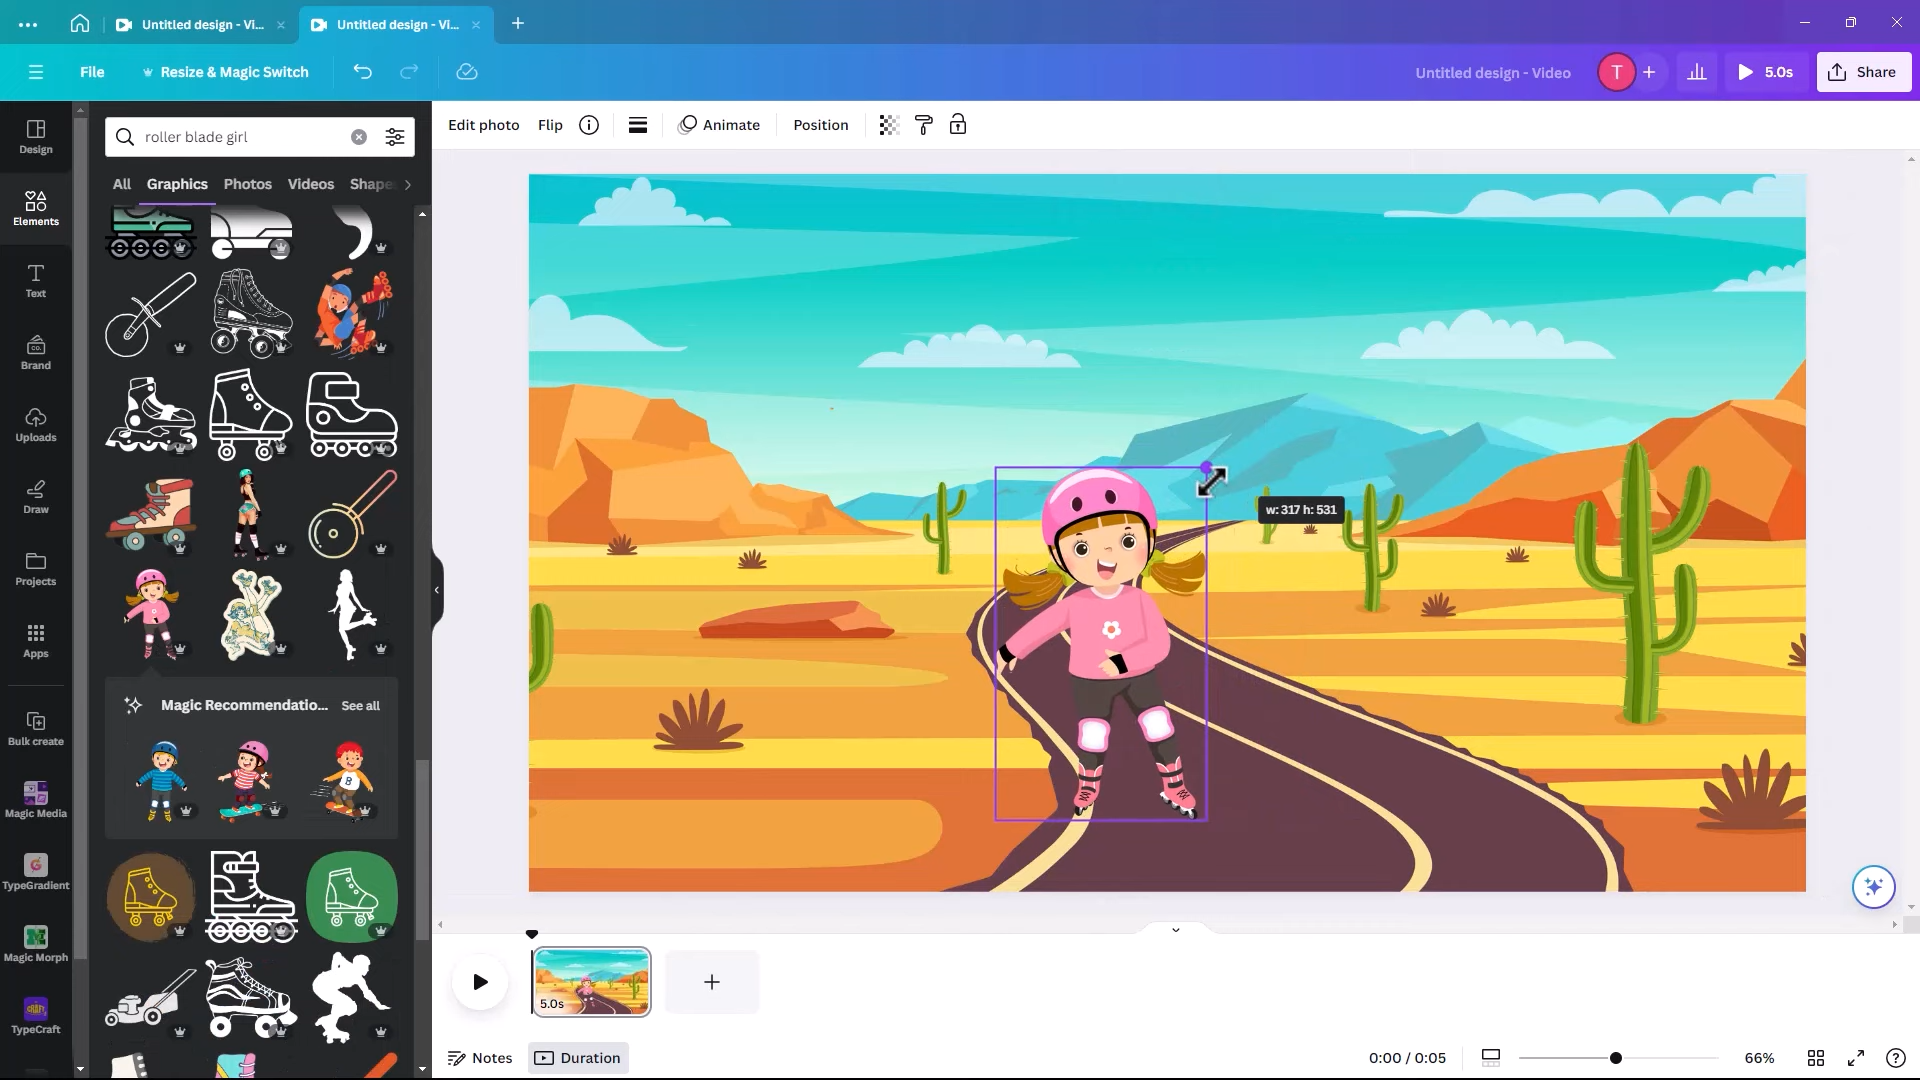 Untitled design - Vi...
Untitled design - Vi...
File
Resize & Magic Switch
Untitled design - Video
T
5.0s
Share
Design
Elements
Text
Brand
Uploads
Draw
Projects
Apps
Bulk create
Magic Media
TypeGradient
Magic Morph
TypeCraft
roller blade girl
All
Graphics
Photos
Videos
Shape
Magic Recommendatio...
See all
Edit photo
Flip
Animate
Position
w: 317 h: 531
5.0s
Notes
Duration
0:00 / 0:05
66%